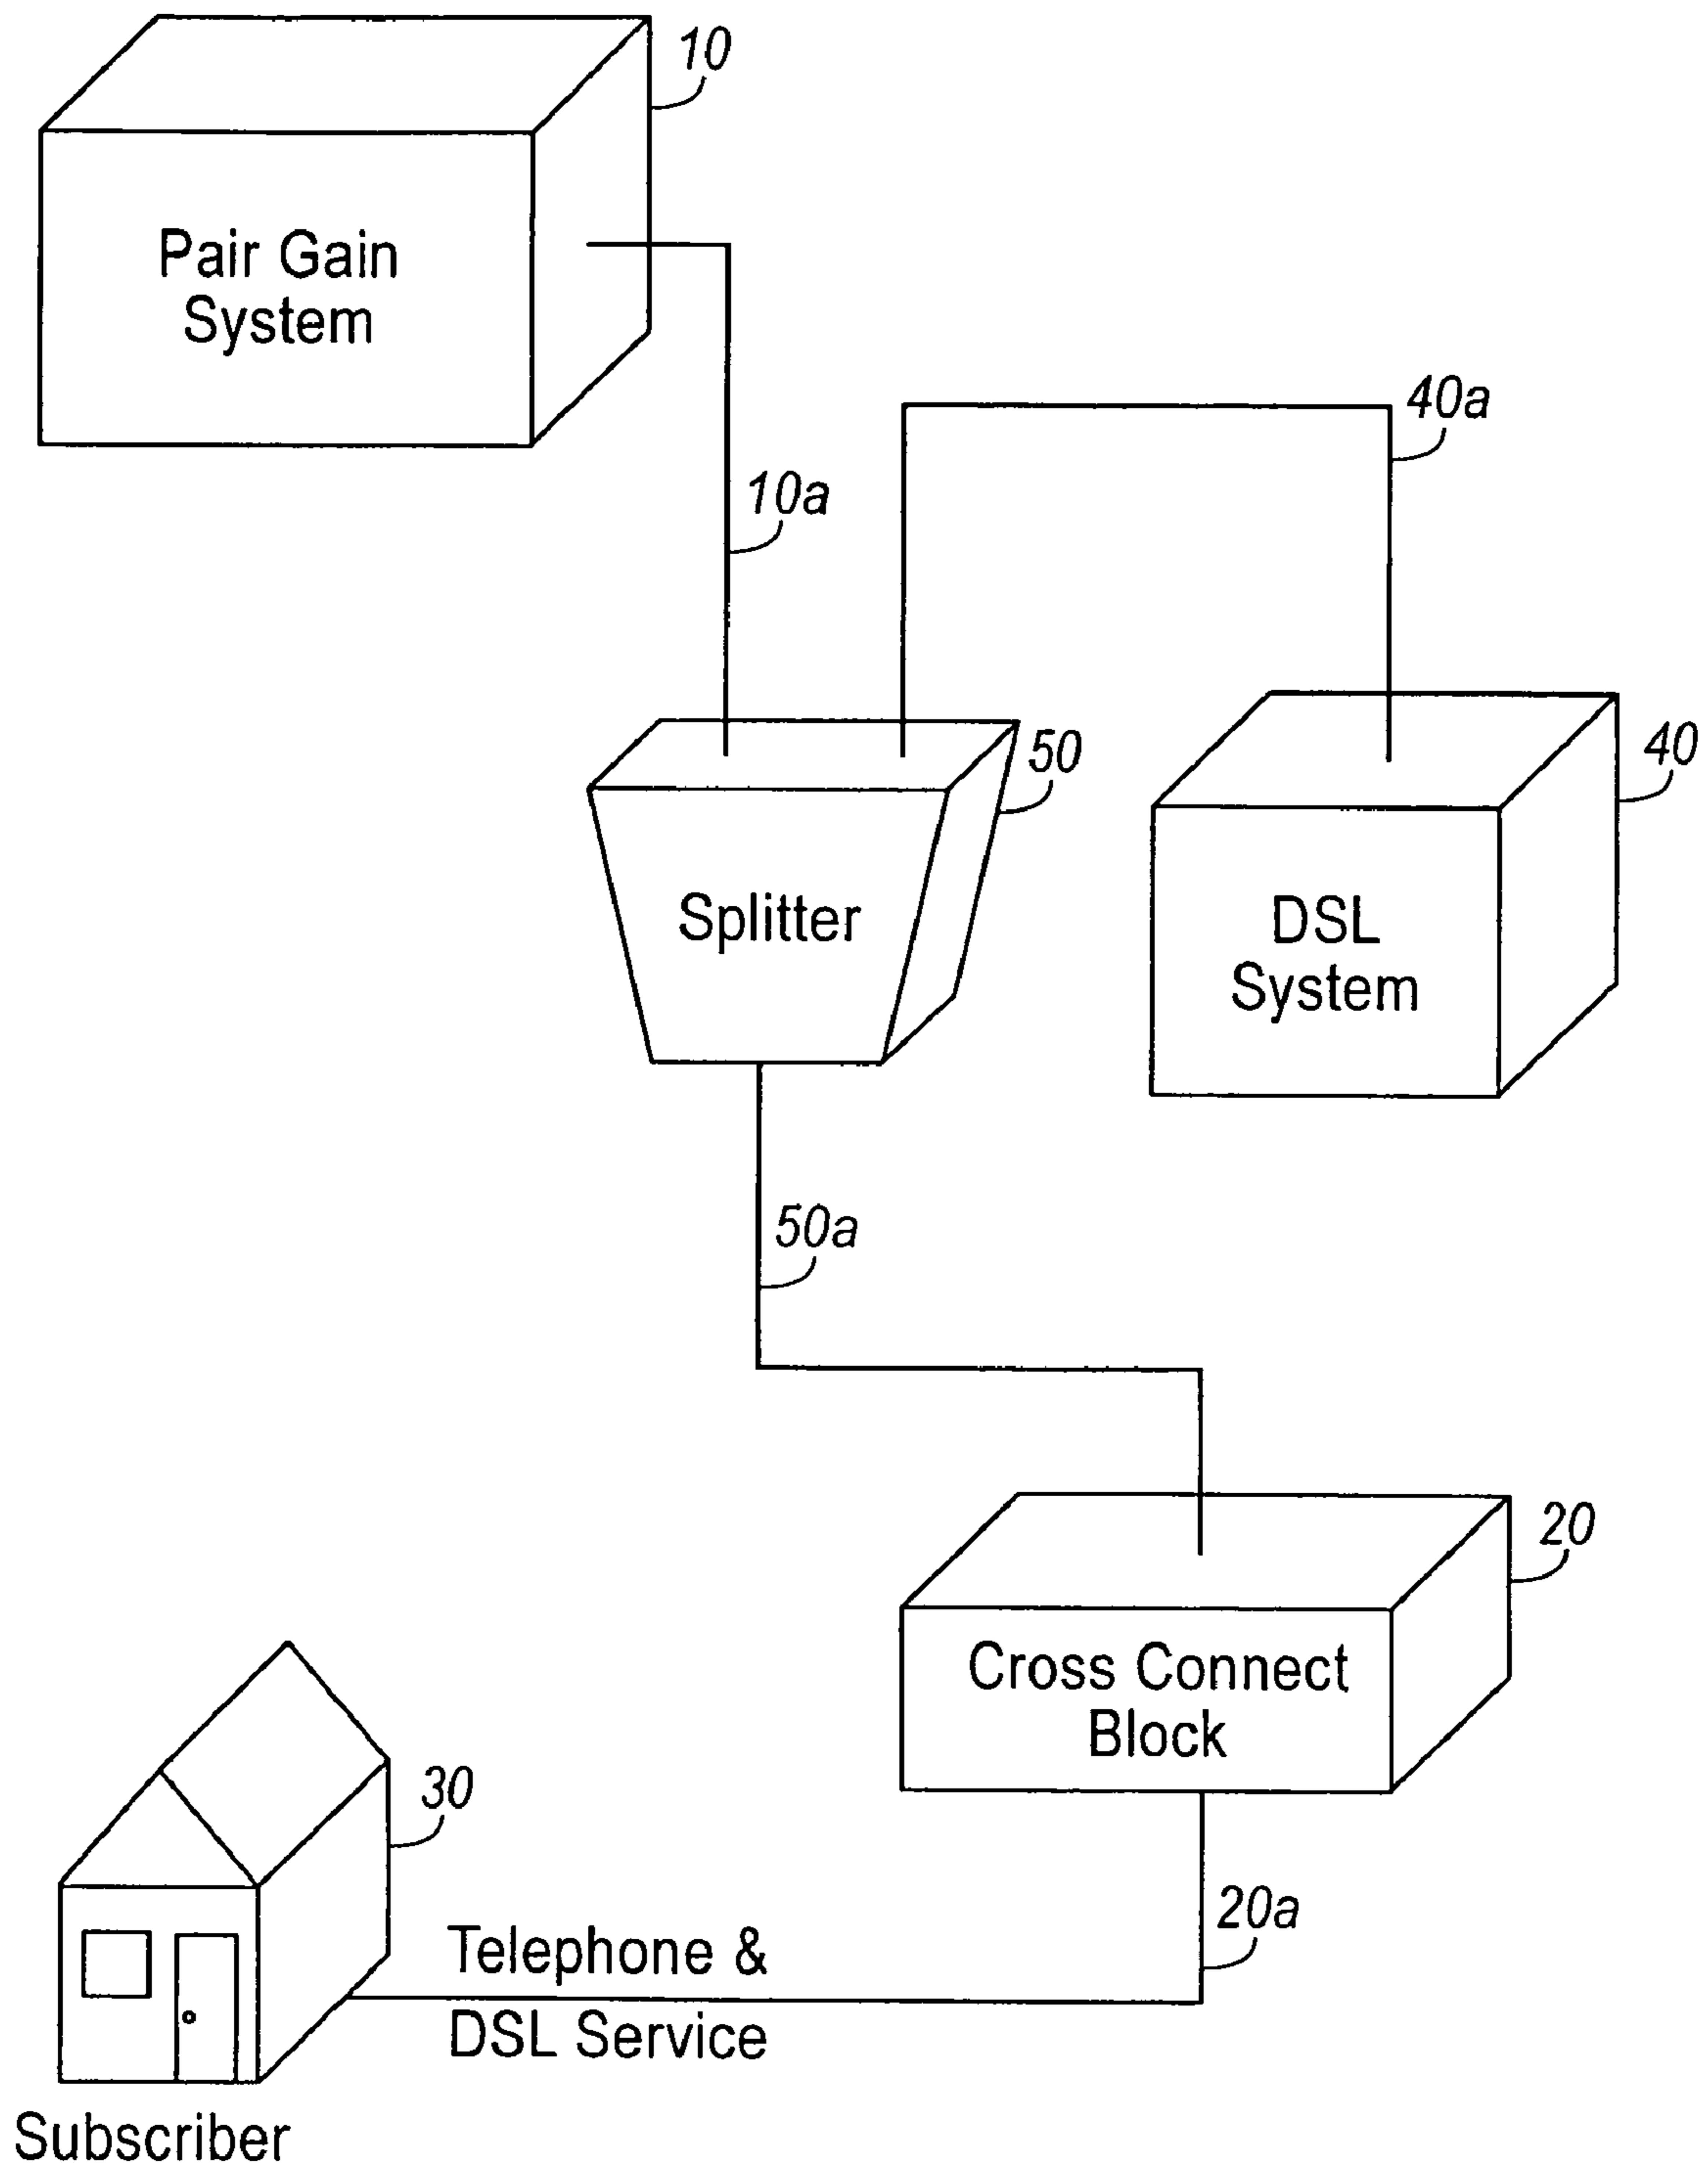 10
Pair Gain
System
40a
10a
50
40
Splitter
DSL
System
50a
20
Cross Connect
Block
30
20a
Telephone &
DSL Service
Subscriber